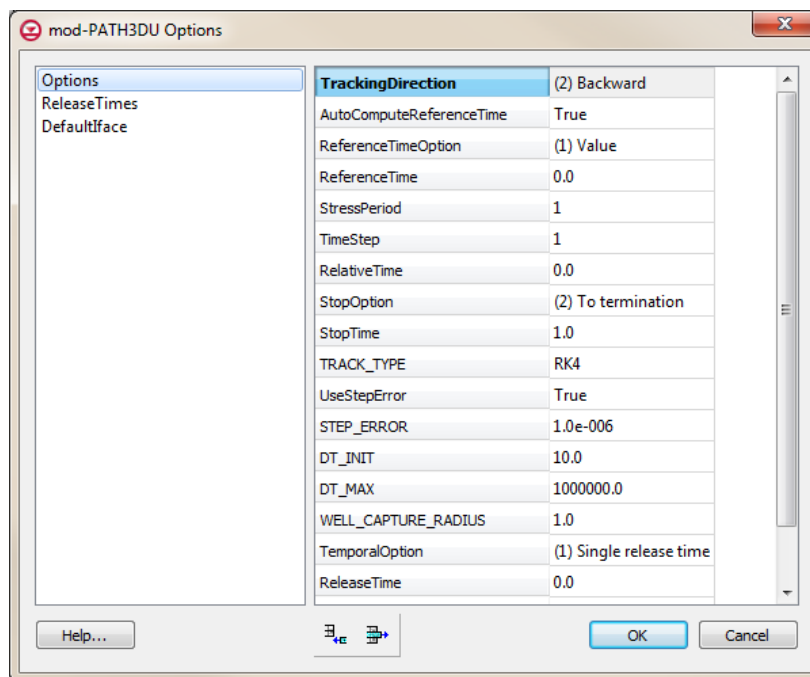 mod-PATH3DU Options
Options
ReleaseTimes
DefaultIface
TrackingDirection (2) Backward
AutoComputeReferenceTime True
ReferenceTimeOption (1) Value
ReferenceTime 0.0
StressPeriod 1
TimeStep 1
RelativeTime 0.0
StopOption (2) To termination
StopTime 1.0
TRACK_TYPE RK4
UseStepError True
STEP_ERROR 1.0e-006
DT_INIT 10.0
DT_MAX 1000000.0
WELL_CAPTURE_RADIUS 1.0
TemporalOption (1) Single release time
ReleaseTime 0.0
Help... OK Cancel